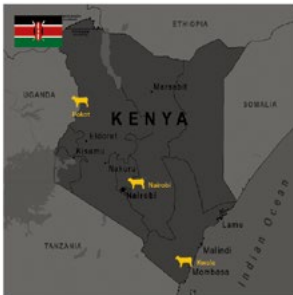 ETHIOPIA
UGANDA
Marsabit
SOMALIA
KENYA
Pokot
Eldoret
Kisumu
Nakuru
Nairobi
Nairobi
Lamu
TANZANIA
Malindi
Kwale
Mombasa
Indian Ocean